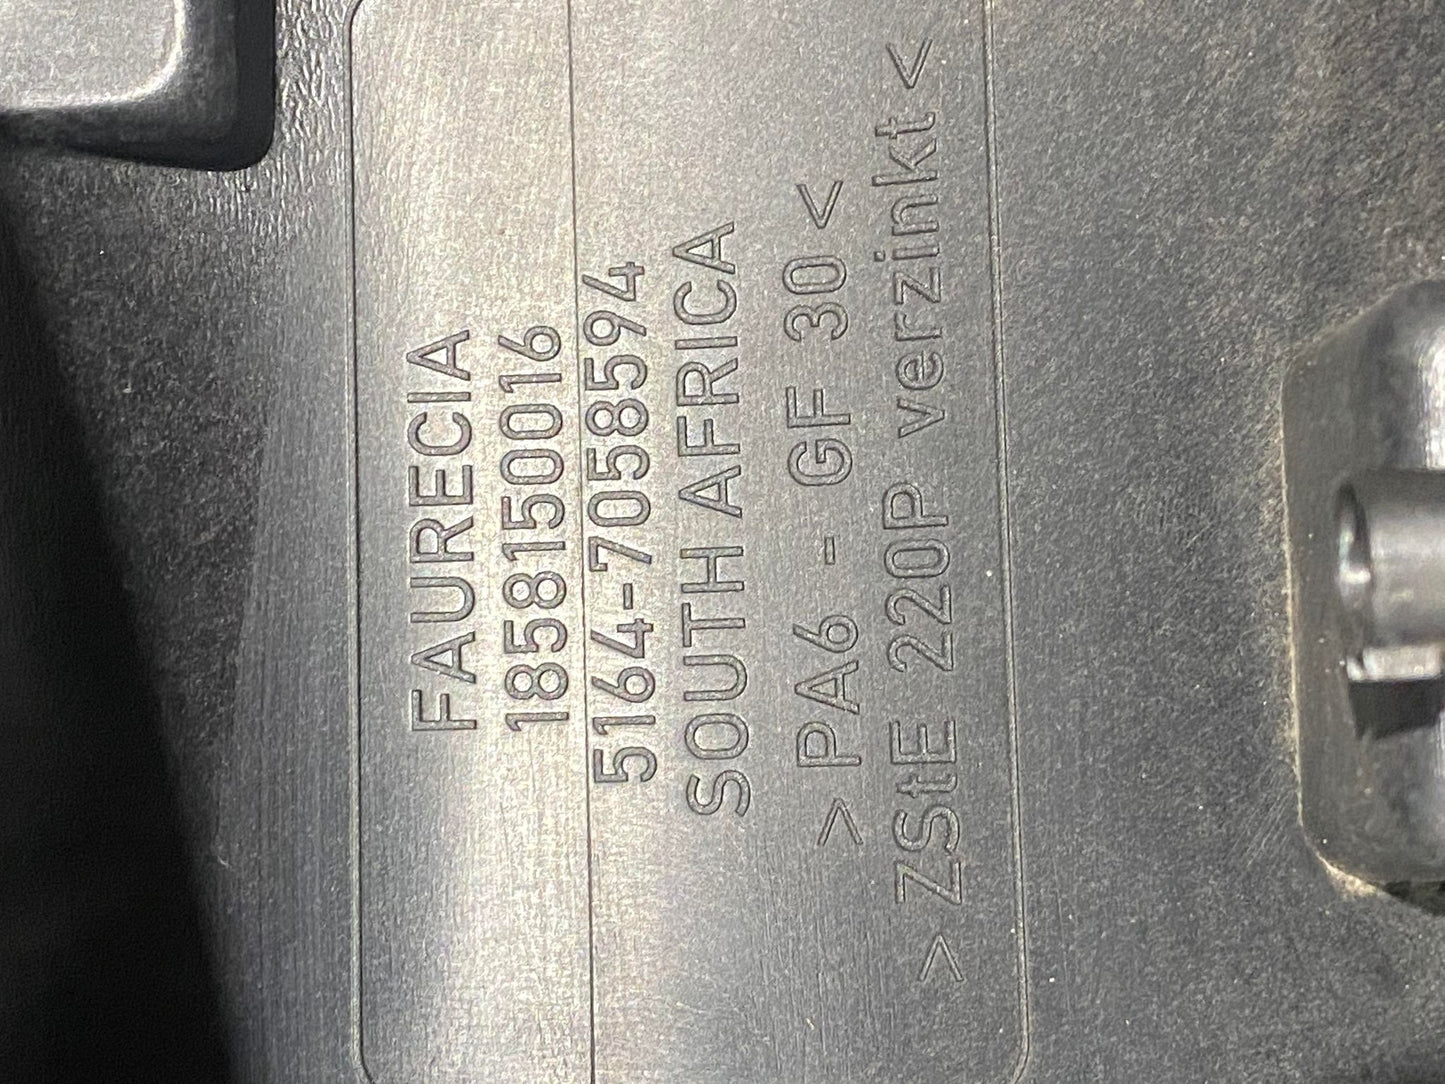 FAURECIA
1858150016
5164-7058594
SOUTH AFRICA
>PA6 - GF 30<
>ZStE 220P verzinkt<